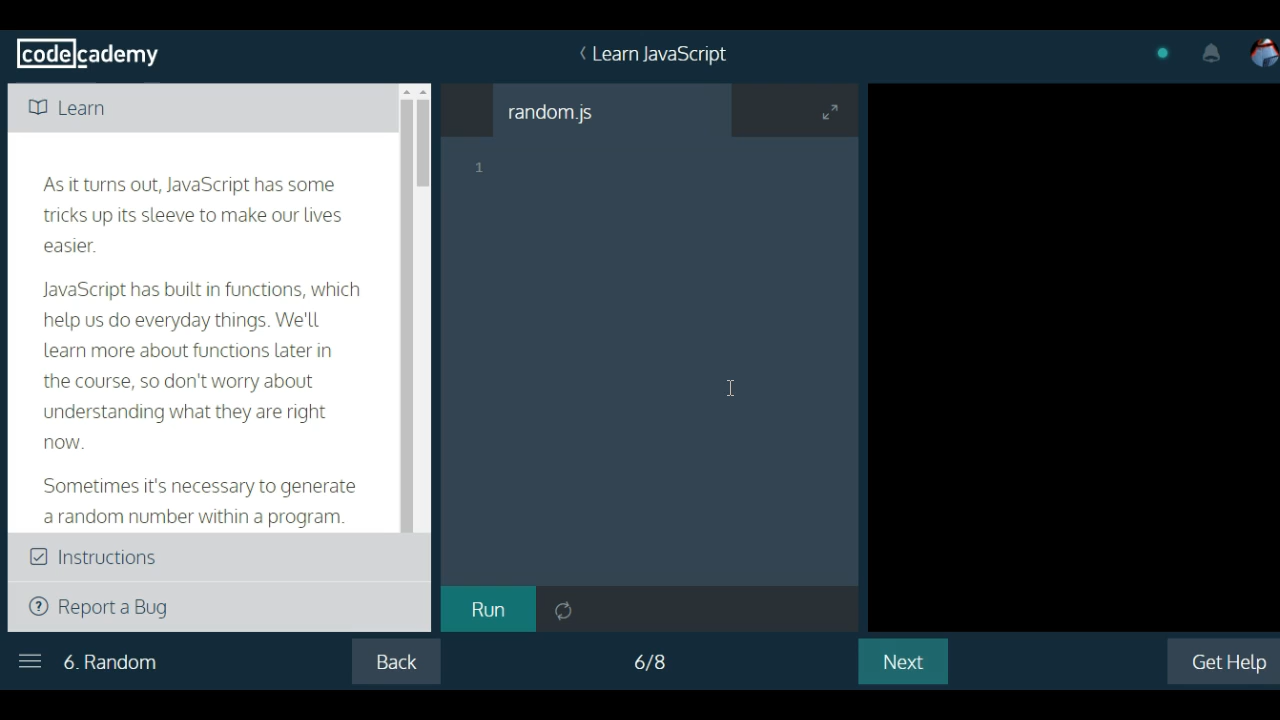 codecademy
Learn JavaScript
Learn
random.js
1
As it turns out, JavaScript has some
tricks up its sleeve to make our lives
easier.
JavaScript has built in functions, which
help us do everyday things. We'll
learn more about functions later in
the course, so don't worry about
understanding what they are right
now.
Sometimes it's necessary to generate
a random number within a program.
Instructions
Report a Bug
Run
6. Random
Back
6/8
Next
Get Help